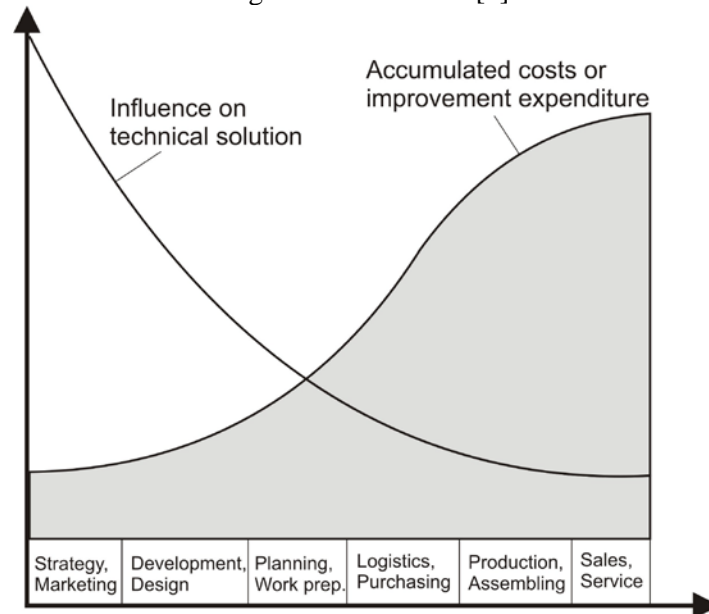 Influence on
technical solution
Accumulated costs or
improvement expenditure
Strategy,
Marketing
Development,
Design
Planning,
Work prep.
Logistics,
Purchasing
Production,
Assembling
Sales,
Service